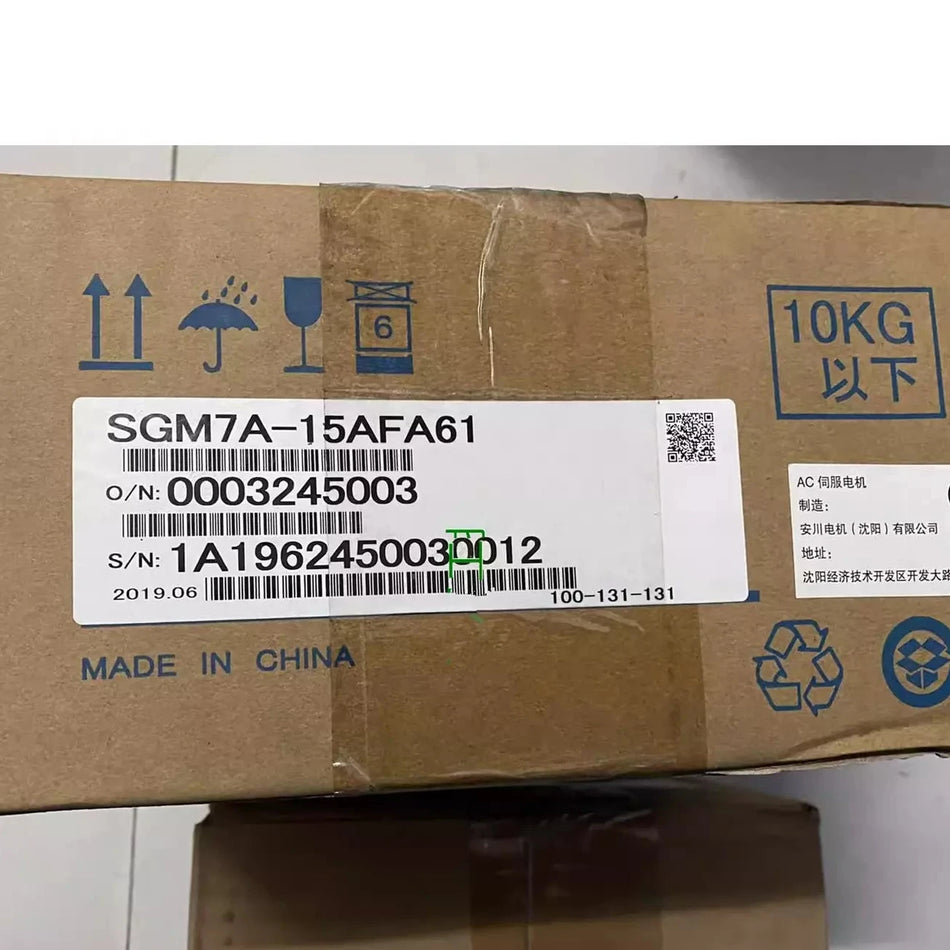 6
10KG
以下
SGM7A-15AFA61
O/N: 0003245003
S/N: 1A1962450030012
2019.06
100-131-131
AC 伺服电机
制造:
安川电机(沈阳)有限公司
地址:
沈阳经济技术开发区开发大路
MADE IN CHINA